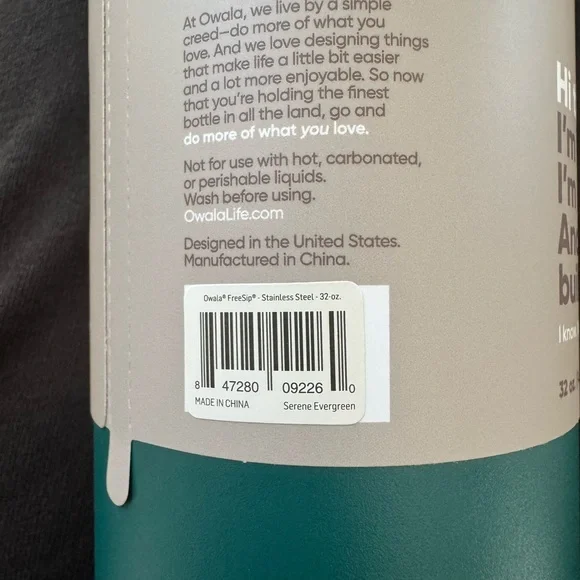 At Owala, we live by a simple
creed—do more of what you
love. And we love designing things
that make life a little bit easier
and a lot more enjoyable. So now
that you're holding the finest
bottle in all the land, go and
do more of what you love.
Not for use with hot, carbonated,
or perishable liquids.
Wash before using.
OwalaLife.com
Designed in the United States.
Manufactured in China.
Owala® FreeSip® · Stainless Steel · 32-oz.
8 47280 09226 0
MADE IN CHINA Serene Evergreen
Hi
I'm
I'm
I know
32 oz.